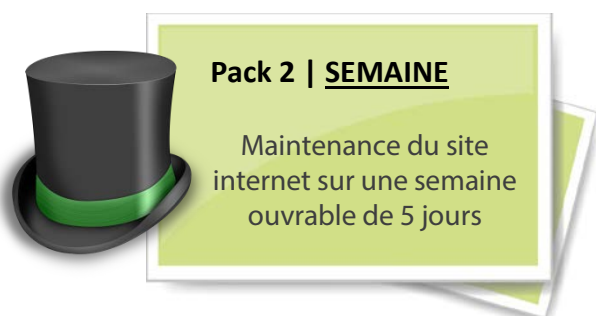 Pack 2 | SEMAINE
Maintenance du site
internet sur une semaine
ouvrable de 5 jours